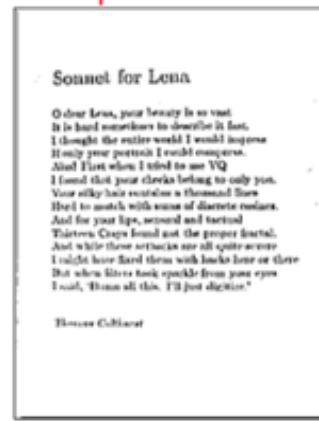 Sonnet for Lena
O dear Lena, your beauty is so vast
It is hard sometimes to describe it fast.
I thought the entire world I would impress
If only your portrait I could compress.
Alas! First when I tried to use VQ
I found that your cheeks belong to only you.
Your silky hair contains a thousand lines
Hard to match with sums of discrete cosines.
And for your lips, sensual and tactual
Thirteen Crays found not the proper fractal.
And while these setbacks are all quite severe
I might have fixed them with hacks here or there
But when filters took sparkle from your eyes
I said, "Damn all this. I'll just digitize."
Thomas Colthurst